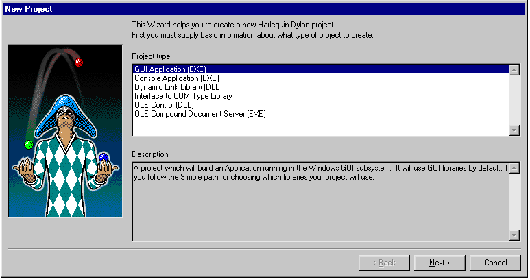 New Project
This Wizard helps you create a new Harlequin Dylan project.
First you must supply basic information about what type of project to create.
Project type
GUI Application (EXE)
Console Application (EXE)
Dynamic Link Library (DLL)
Interface to COM Type Library
OLE Control (DLL)
OLE Compound Document Server (EXE)
Description
A project which will build an Application running in the Windows GUI subsystem. It will use GUI libraries by default, if
you follow the Simple path for choosing which libraries your project will use.
< Back
Next >
Cancel